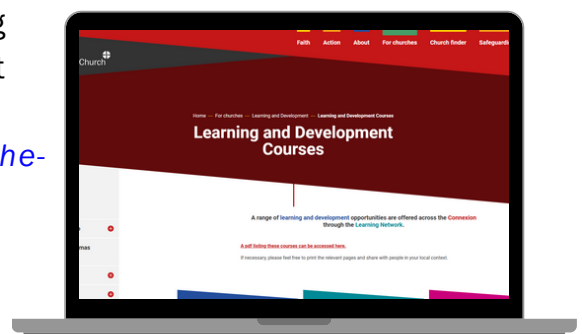 g
t
he-
Faith Action About For churches Church finder Safeguardi
Church
Home — For churches — Learning and Development — Learning and Development Courses
Learning and Development
Courses
A range of learning and development opportunities are offered across the Connexion
through the Learning Network.
mas
A pdf listing these courses can be accessed here.
If necessary, please feel free to print the relevant pages and share with people in your local context.